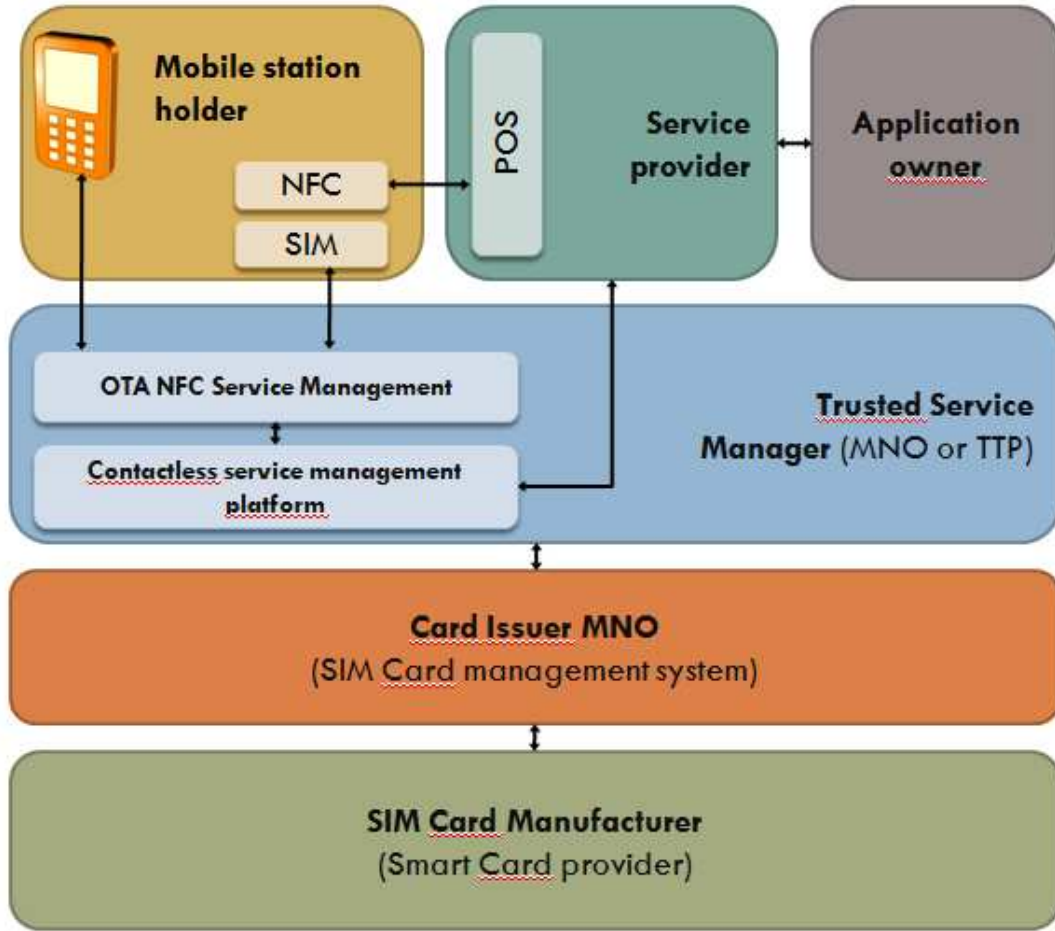 Mobile station
holder
NFC
SIM
POS
Service
provider
Application
owner
OTA NFC Service Management
Contactless service management
platform
Trusted Service
Manager (MNO or TTP)
Card Issuer MNO
(SIM Card management system)
SIM Card Manufacturer
(Smart Card provider)